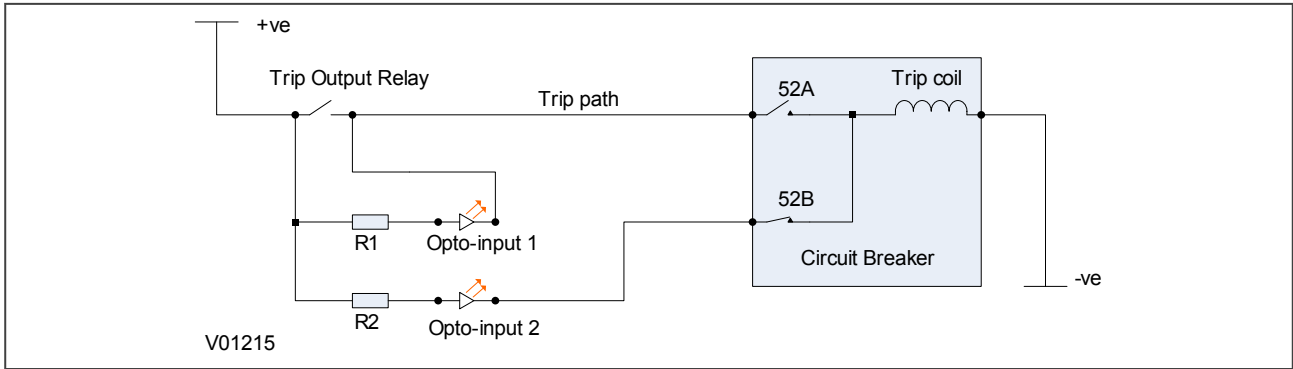 +ve
Trip Output Relay
Trip path
52A
Trip coil
R1
Opto-input 1
52B
Circuit Breaker
-ve
R2
Opto-input 2
V01215